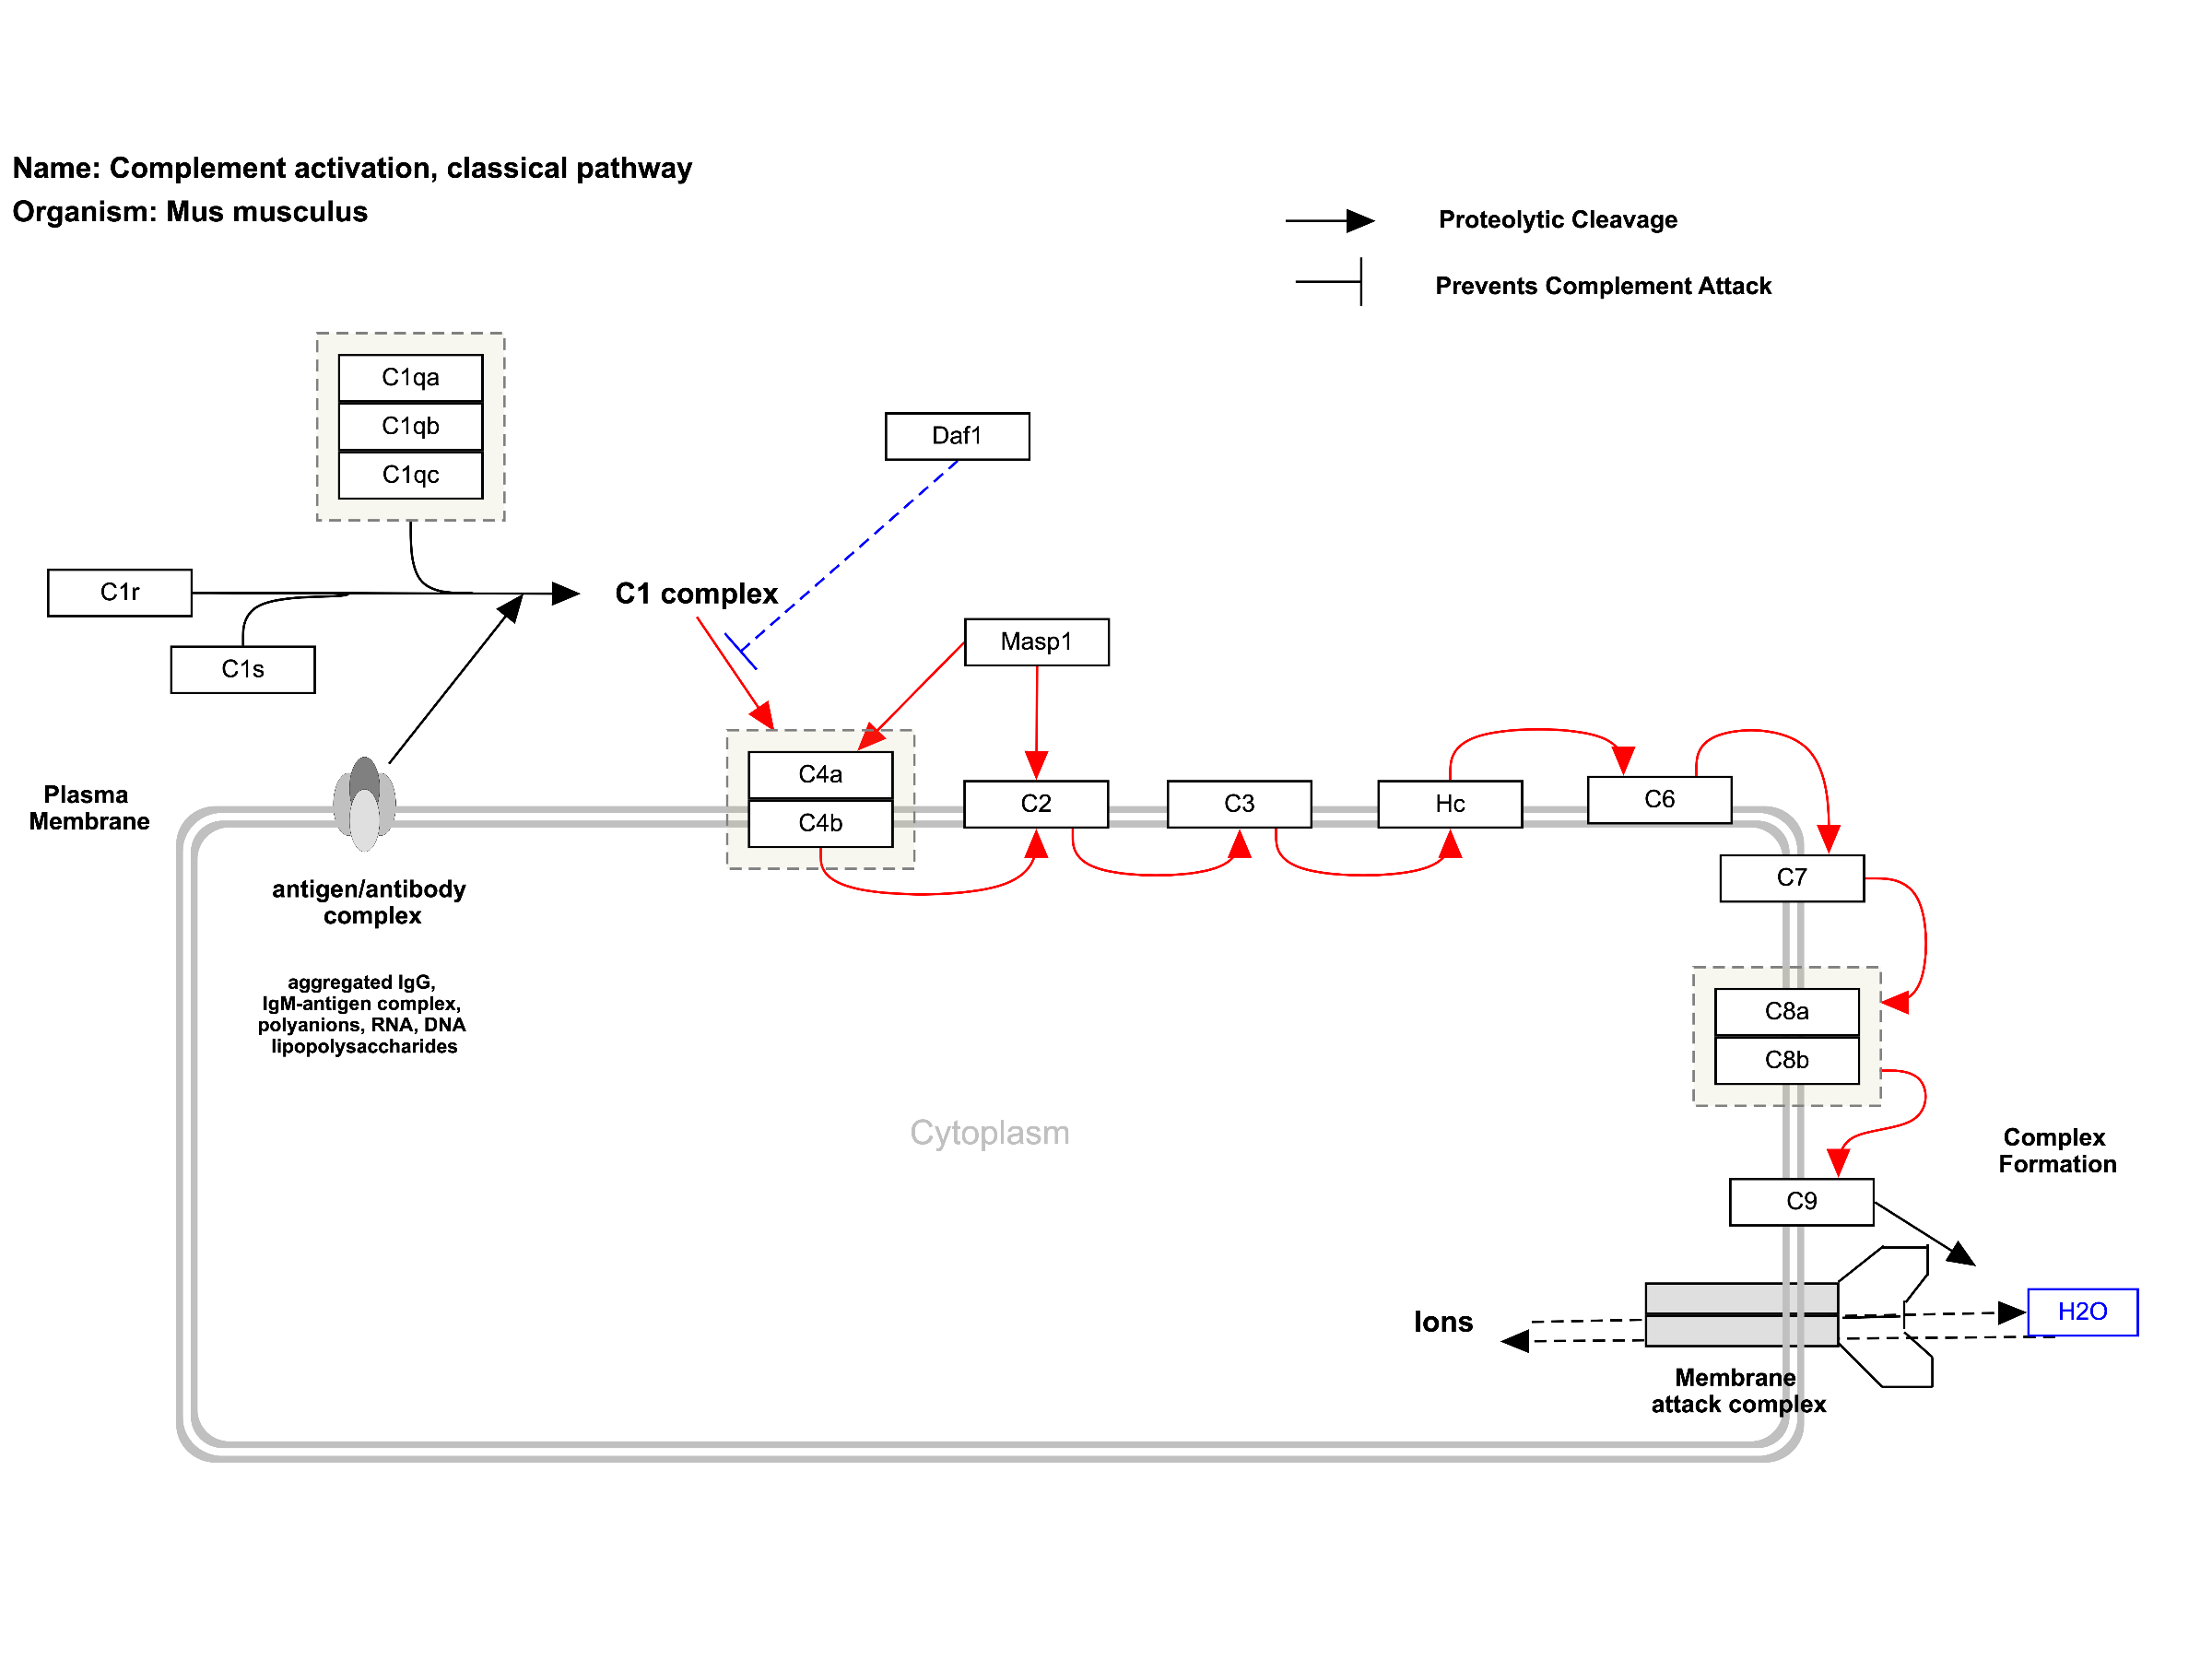 Name: Complement activation, classical pathway
Organism: Mus musculus
Proteolytic Cleavage
Prevents Complement Attack
C1qa
C1qb
C1qc
Daf1
C1r
C1 complex
C1s
Masp1
Plasma
Membrane
C4a
C4b
C2
C3
Hc
C6
C7
antigen/antibody
complex
aggregated IgG,
IgM-antigen complex,
polyanions, RNA, DNA
lipopolysaccharides
C8a
C8b
Cytoplasm
Complex
Formation
C9
Ions
H2O
Membrane
attack complex